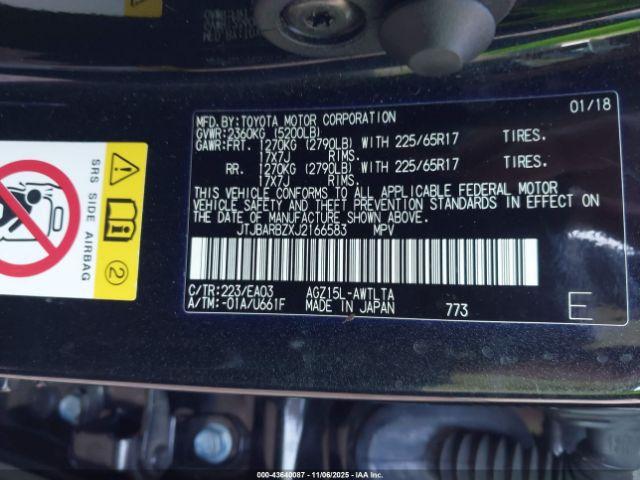 MFD.BY:TOYOTA MOTOR CORPORATION 01/18
GVWR:2360KG (5200LB)
GAWR:FRT. 1270KG (2790LB) WITH 225/65R17 TIRES.
17X7J RIMS.
RR. 1270KG (2790LB) WITH 225/65R17 TIRES.
17X7J RIMS.
THIS VEHICLE CONFORMS TO ALL APPLICABLE FEDERAL MOTOR
VEHICLE SAFETY AND THEFT PREVENTION STANDARDS IN EFFECT ON
THE DATE OF MANUFACTURE SHOWN ABOVE.
JTJBARBZXJ2166583 MPV
C/TR:223/EA03 AGZ15L-AWTLTA
A/TM:-01A/U661F MADE IN JAPAN 773 E
SRS SIDE AIRBAG
2
000-43640087 - 11/06/2025 - IAAI.COM